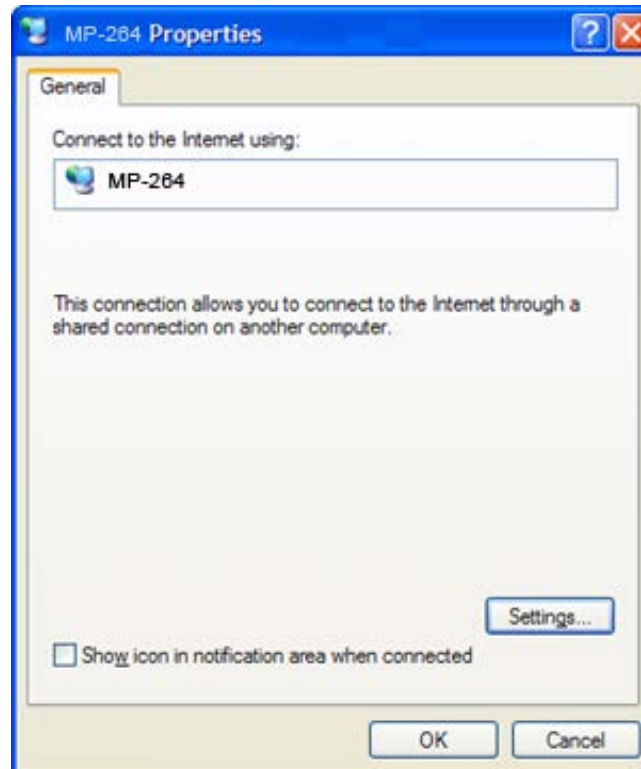 MP-264 Properties
General
Connect to the Internet using:
MP-264
This connection allows you to connect to the Internet through a
shared connection on another computer.
Settings...
Show icon in notification area when connected
OK
Cancel